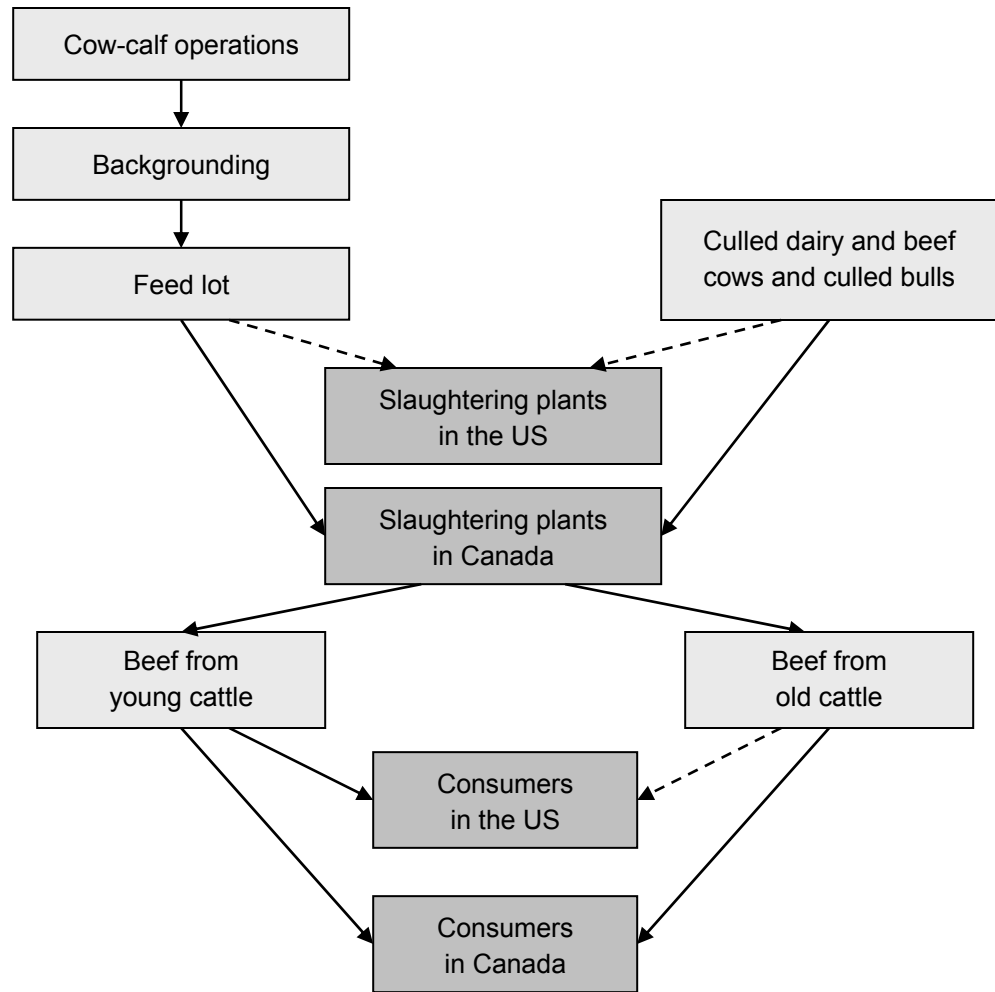 Cow-calf operations
Backgrounding
Feed lot
Culled dairy and beef
cows and culled bulls
Slaughtering plants
in the US
Slaughtering plants
in Canada
Beef from
young cattle
Beef from
old cattle
Consumers
in the US
Consumers
in Canada